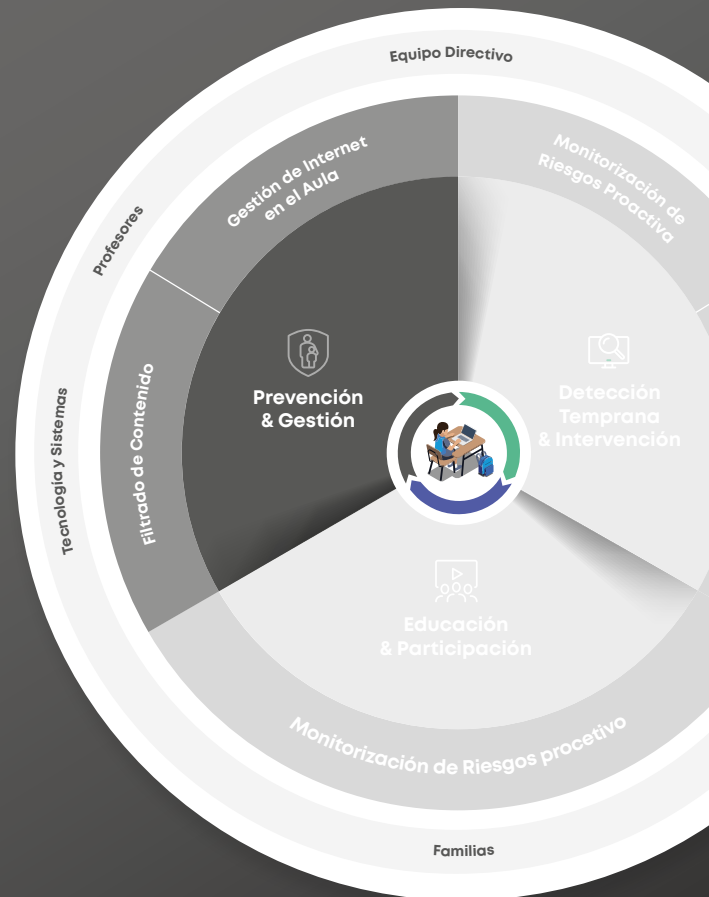 Equipo Directivo
Profesores
Tecnología y Sistemas
Familias
Gestión de Internet
en el Aula
Monitorización de
Riesgos Proactiva
Filtrado de Contenido
Prevención
& Gestión
Detección
Temprana
& Intervención
Educación
& Participación
Monitorización de Riesgos procetivo